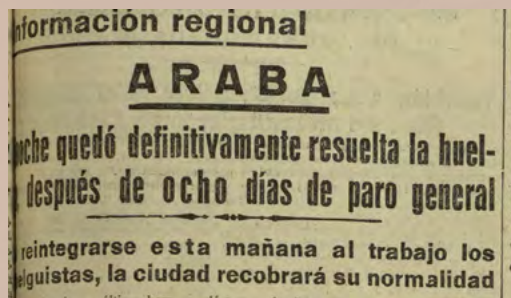 nformación regional
ARABA
oche quedó definitivamente resuelta la huel-
después de ocho días de paro general
reintegrarse esta mañana al trabajo los
elguistas, la ciudad recobrará su normalidad